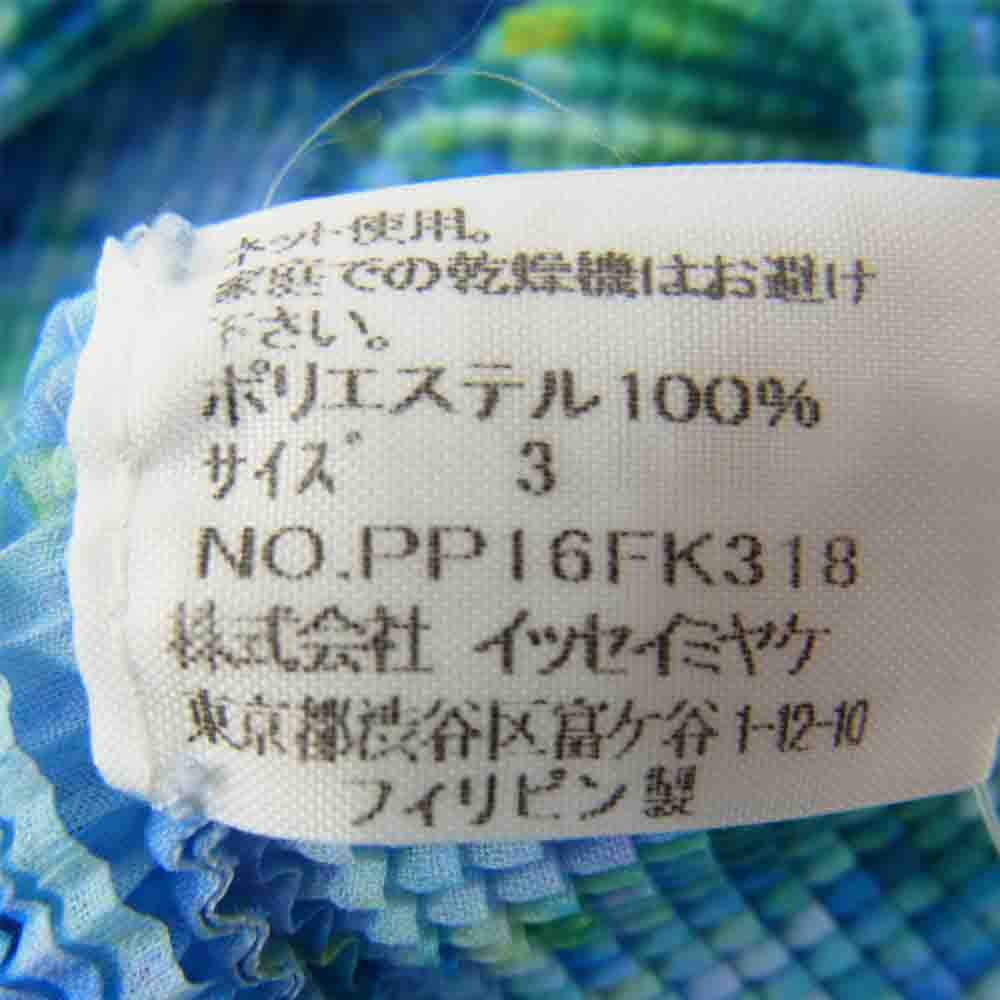 ネット使用。
家庭での乾燥機はお避け
下さい。
ポリエステル100%
サイズ 3
NO.PP16FK318
株式会社 イッセイミヤケ
東京都渋谷区富ケ谷1-12-10
フィリピン製